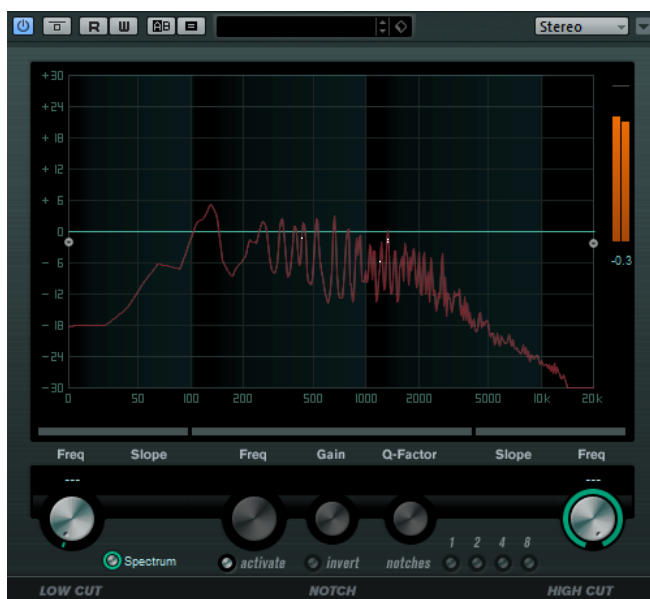 R W AB Stereo
+30
+24
+18
+12
+ 6
0
-0.3
- 6
- 12
- 18
-24
-30
0 50 100 200 500 1000 2000 5000 10k 20k
Freq Slope Freq Gain Q-Factor Slope Freq
--- ---
1 2 4 8
Spectrum activate invert notches
LOW CUT NOTCH HIGH CUT